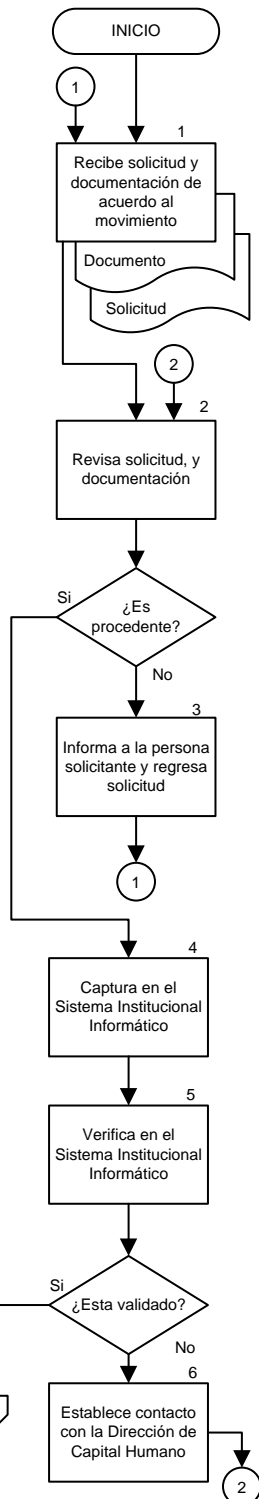 INICIO
1
1
Recibe solicitud y
documentación de
acuerdo al
movimiento
Documento
Solicitud
2
2
Revisa solicitud, y
documentación
Si
¿Es
procedente?
No
3
Informa a la persona
solicitante y regresa
solicitud
1
4
Captura en el
Sistema Institucional
Informático
5
Verifica en el
Sistema Institucional
Informático
Si
¿Esta validado?
No
6
Establece contacto
con la Dirección de
Capital Humano
2